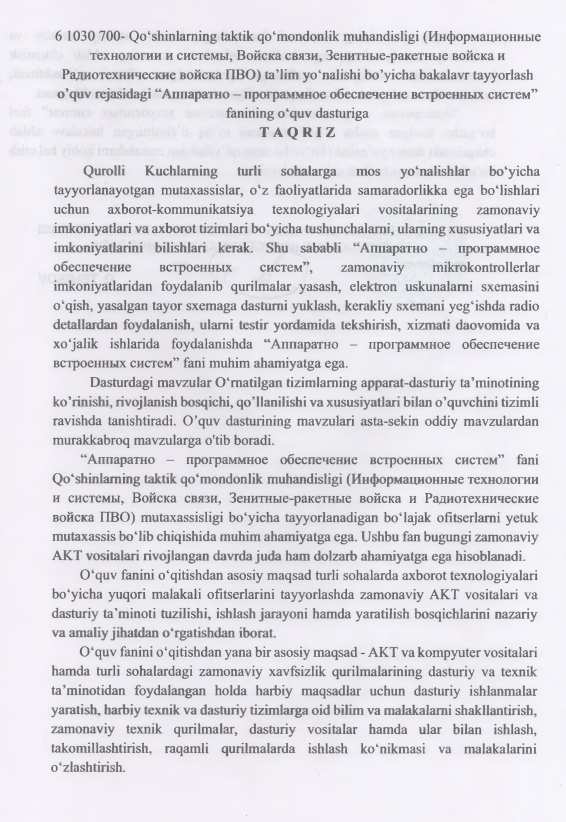 6 1030 700- Qo‘shinlarning taktik qo‘mondonlik muhandisligi (Информационные
технологии и системы, Войска связи, Зенитные-ракетные войска и
Радиотехнические войска ПВО) ta’lim yo‘nalishi bo’yicha bakalavr tayyorlash
o’quv rejasidagi “Аппаратно – программное обеспечение встроенных систем”
fanining o‘quv dasturiga
T A Q R I Z
Qurolli Kuchlarning turli sohalarga mos yo‘nalishlar bo‘yicha
tayyorlanayotgan mutaxassislar, o‘z faoliyatlarida samaradorlikka ega bo‘lishlari
uchun axborot-kommunikatsiya texnologiyalari vositalarining zamonaviy
imkoniyatlari va axborot tizimlari bo‘yicha tushunchalarni, ularning xususiyatlari va
imkoniyatlarini bilishlari kerak. Shu sababli “Аппаратно – программное
обеспечение встроенных систем”, zamonaviy mikrokontrollerlar
imkoniyatlaridan foydalanib qurilmalar yasash, elektron uskunalarni sxemasini
o‘qish, yasalgan tayor sxemaga dasturni yuklash, kerakliy sxemani yeg‘ishda radio
detallardan foydalanish, ularni testir yordamida tekshirish, xizmati daovomida va
xo‘jalik ishlarida foydalanishda “Аппаратно – программное обеспечение
встроенных систем” fani muhim ahamiyatga ega.
Dasturdagi mavzular O‘rnatilgan tizimlarning apparat-dasturiy ta’minotining
ko’rinishi, rivojlanish bosqichi, qo’llanilishi va xususiyatlari bilan o’quvchini tizimli
ravishda tanishtiradi. O’quv dasturining mavzulari asta-sekin oddiy mavzulardan
murakkabroq mavzularga o'tib boradi.
“Аппаратно – программное обеспечение встроенных систем” fani
Qo‘shinlarning taktik qo‘mondonlik muhandisligi (Информационные технологии
и системы, Войска связи, Зенитные-ракетные войска и Радиотехнические
войска ПВО) mutaxassisligi bo‘yicha tayyorlanadigan bo‘lajak ofitserlarni yetuk
mutaxassis bo‘lib chiqishida muhim ahamiyatga ega. Ushbu fan bugungi zamonaviy
AKT vositalari rivojlangan davrda juda ham dolzarb ahamiyatga ega hisoblanadi.
O‘quv fanini o‘qitishdan asosiy maqsad turli sohalarda axborot texnologiyalari
bo‘yicha yuqori malakali ofitserlarini tayyorlashda zamonaviy AKT vositalari va
dasturiy ta’minoti tuzilishi, ishlash jarayoni hamda yaratilish bosqichlarini nazariy
va amaliy jihatdan o‘rgatishdan iborat.
O‘quv fanini o‘qitishdan yana bir asosiy maqsad - AKT va kompyuter vositalari
hamda turli sohalardagi zamonaviy xavfsizlik qurilmalarining dasturiy va texnik
ta’minotidan foydalangan holda harbiy maqsadlar uchun dasturiy ishlanmalar
yaratish, harbiy texnik va dasturiy tizimlarga oid bilim va malakalarni shakllantirish,
zamonaviy texnik qurilmalar, dasturiy vositalar hamda ular bilan ishlash,
takomillashtirish, raqamli qurilmalarda ishlash ko‘nikmasi va malakalarini
o‘zlashtirish.